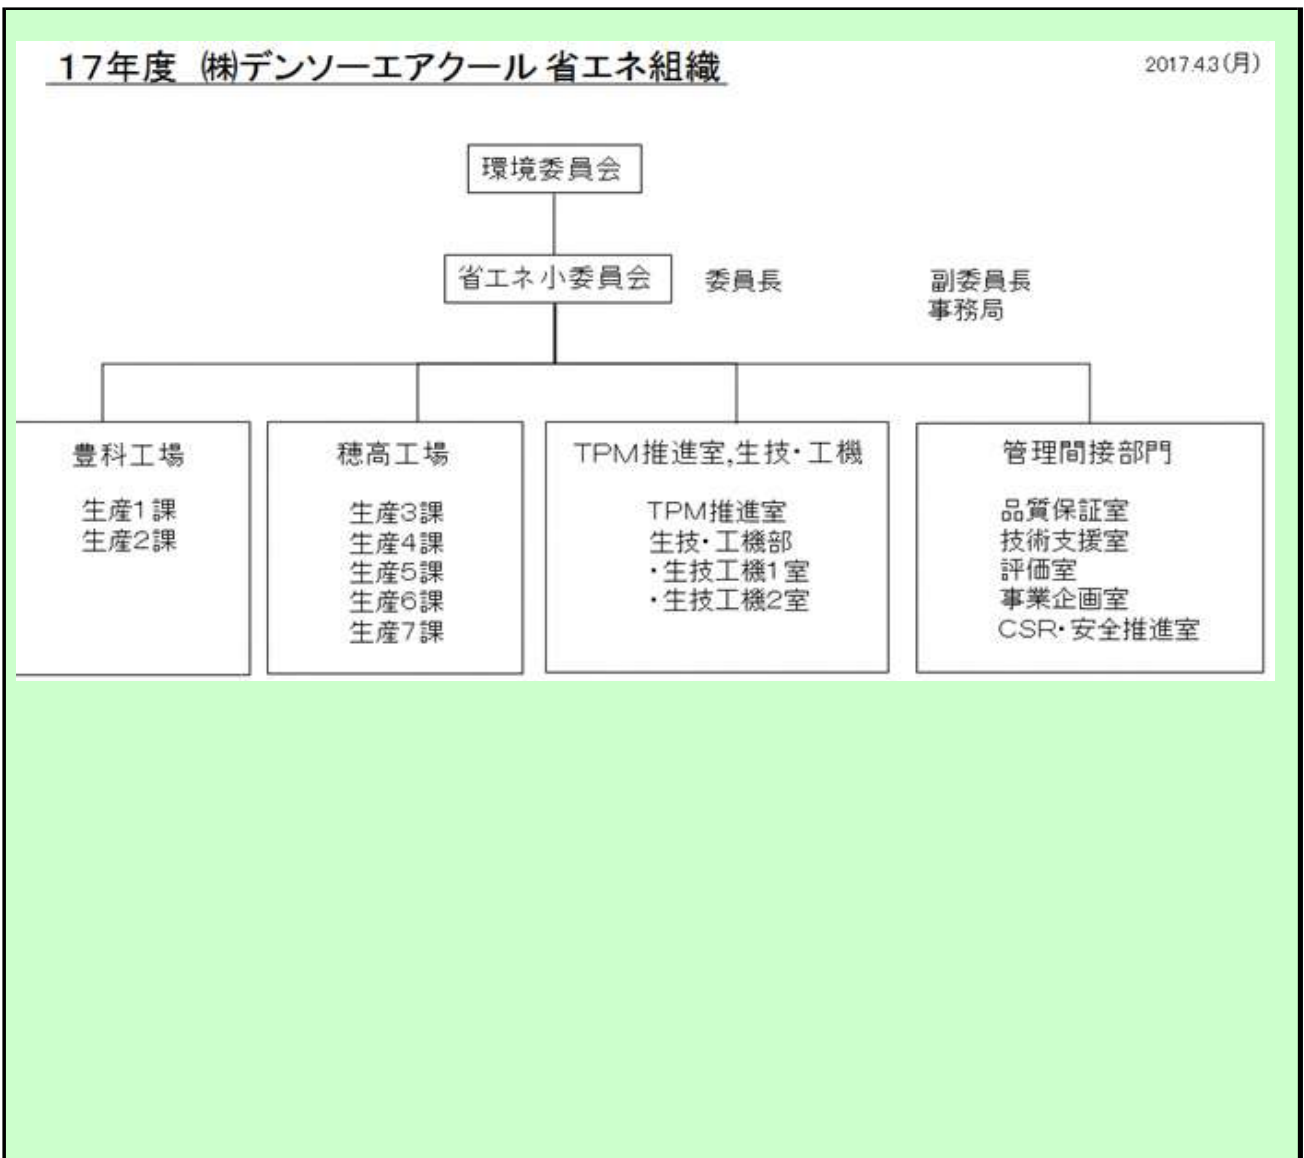 17年度 ㈱デンソーエアクール 省エネ組織
2017.4.3(月)
環境委員会
省エネ小委員会 委員長 副委員長
事務局
豊科工場
生産1課
生産2課
穂高工場
生産3課
生産4課
生産5課
生産6課
生産7課
TPM推進室,生技・工機
TPM推進室
生技・工機部
・生技工機1室
・生技工機2室
管理間接部門
品質保証室
技術支援室
評価室
事業企画室
CSR・安全推進室